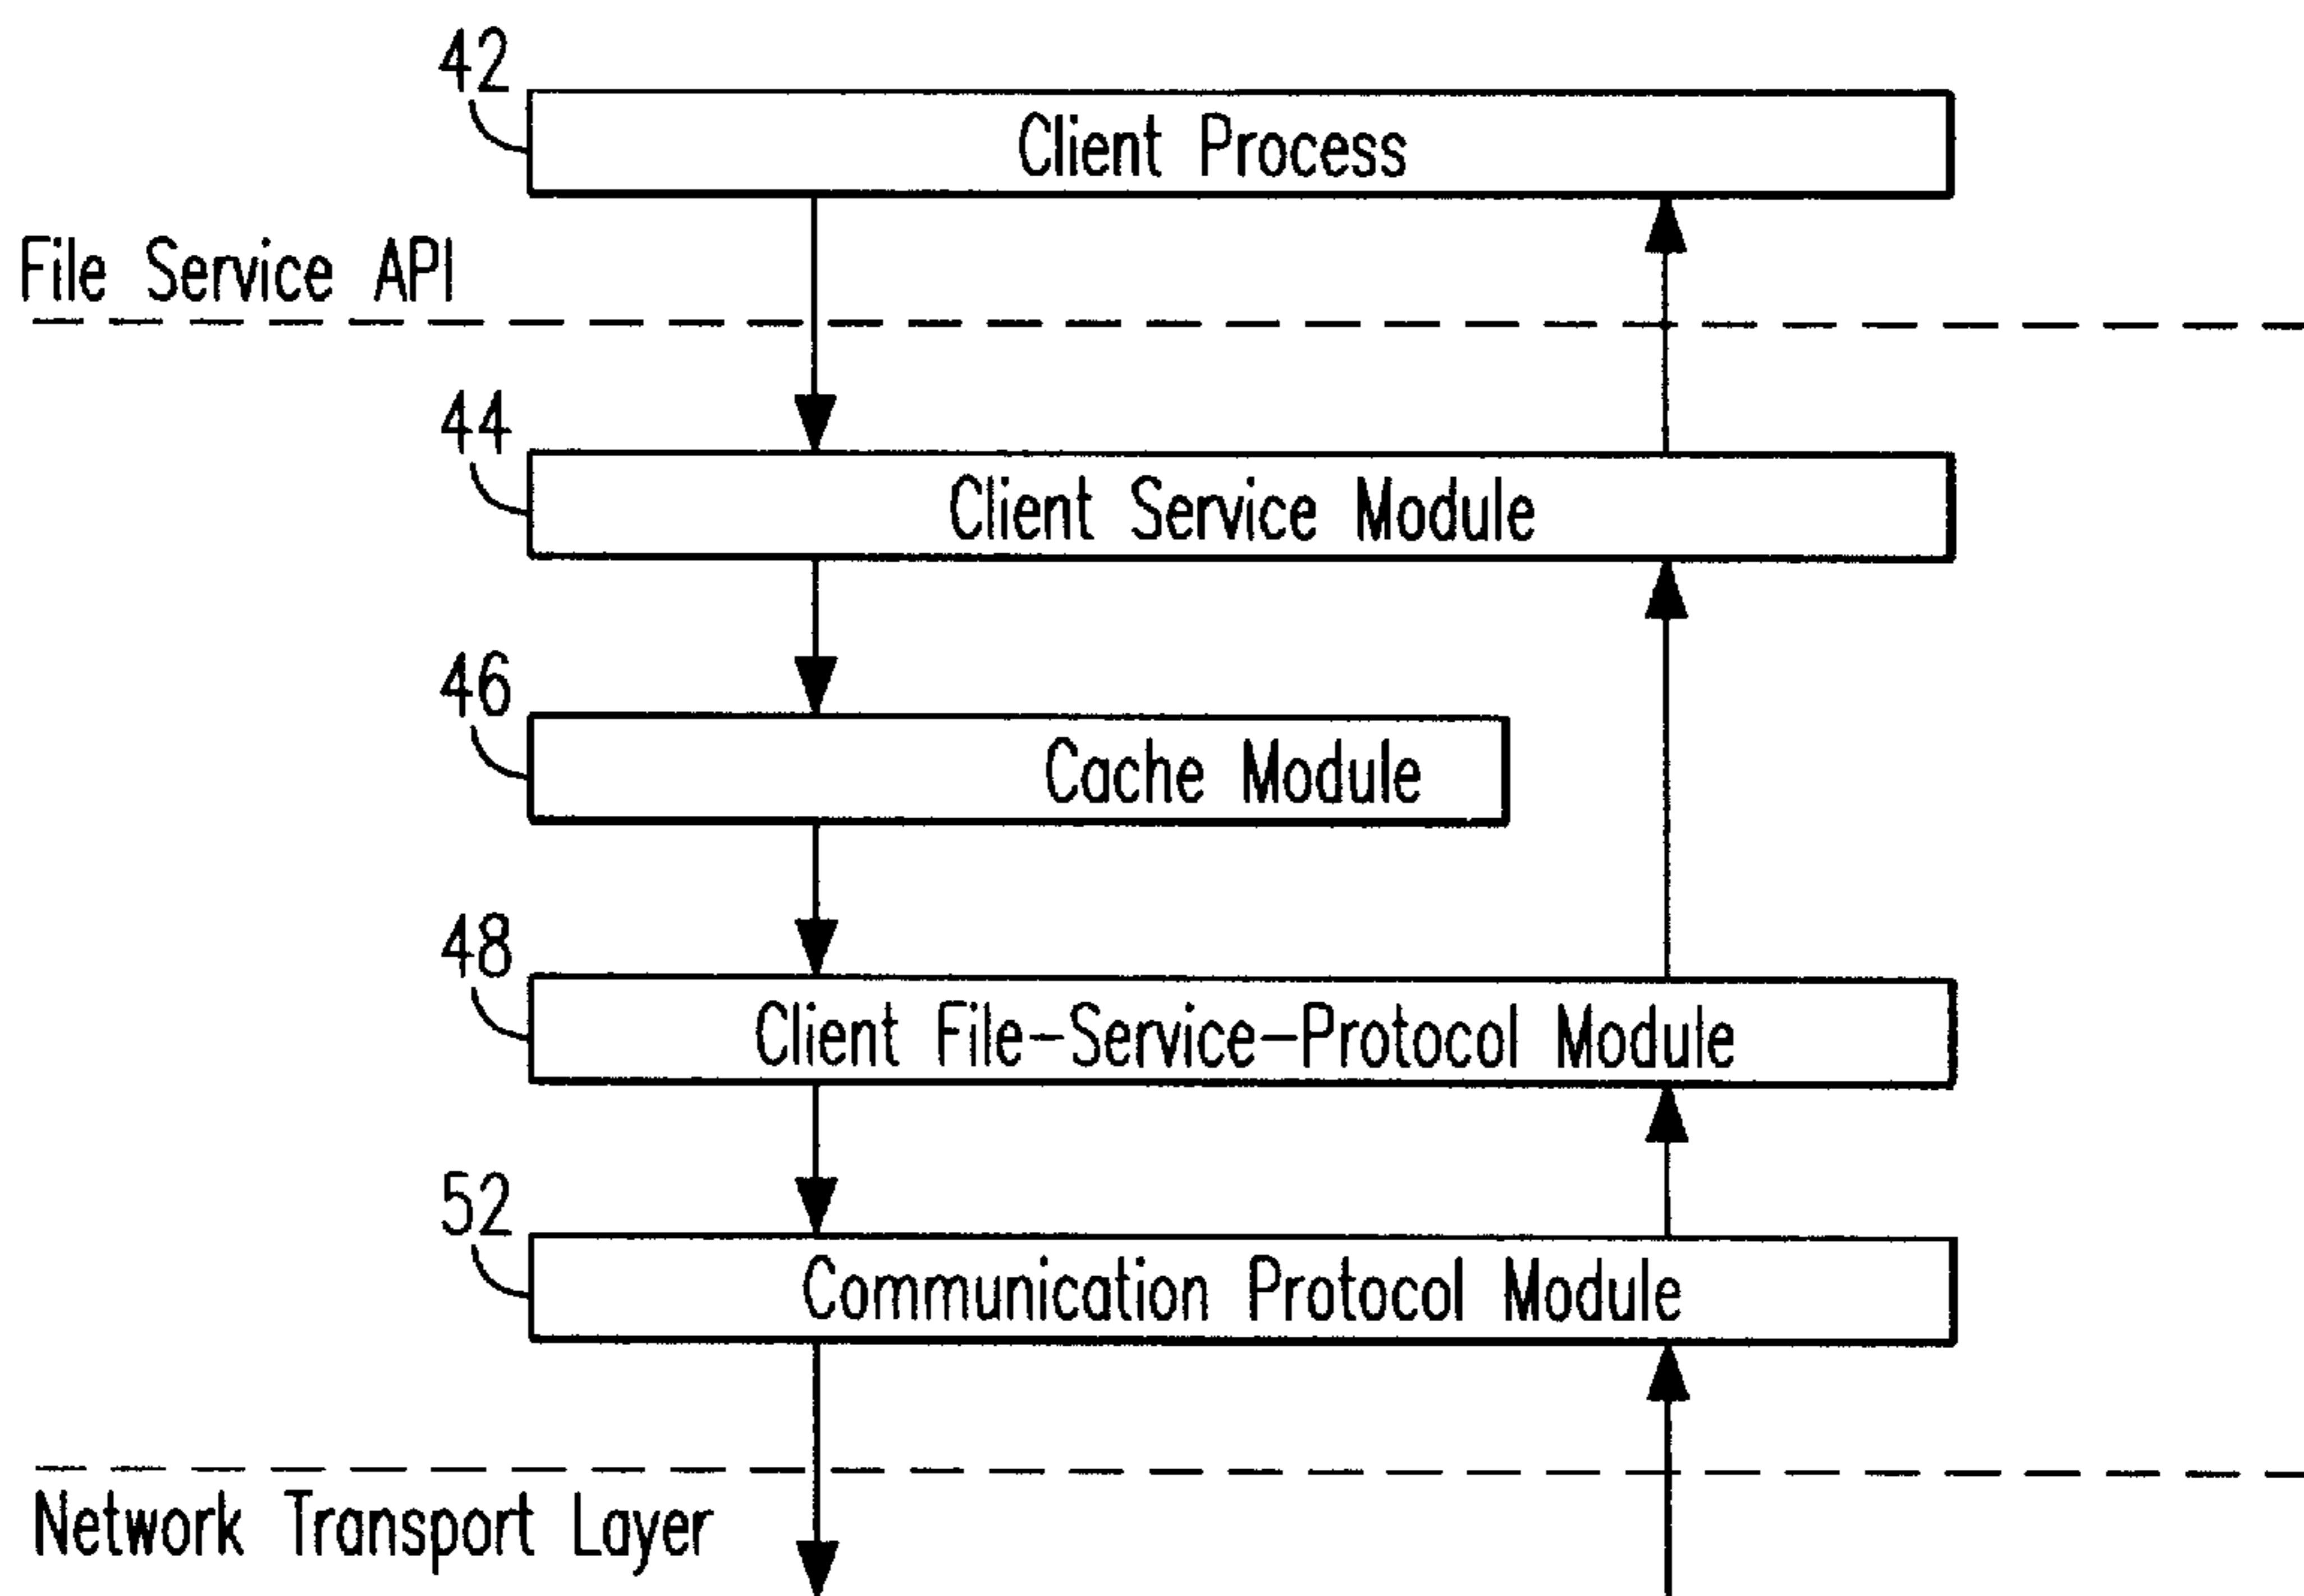 42
Client Process
File Service API
44
Client Service Module
46
Cache Module
48
Client File-Service-Protocol Module
52
Communication Protocol Module
Network Transport Layer